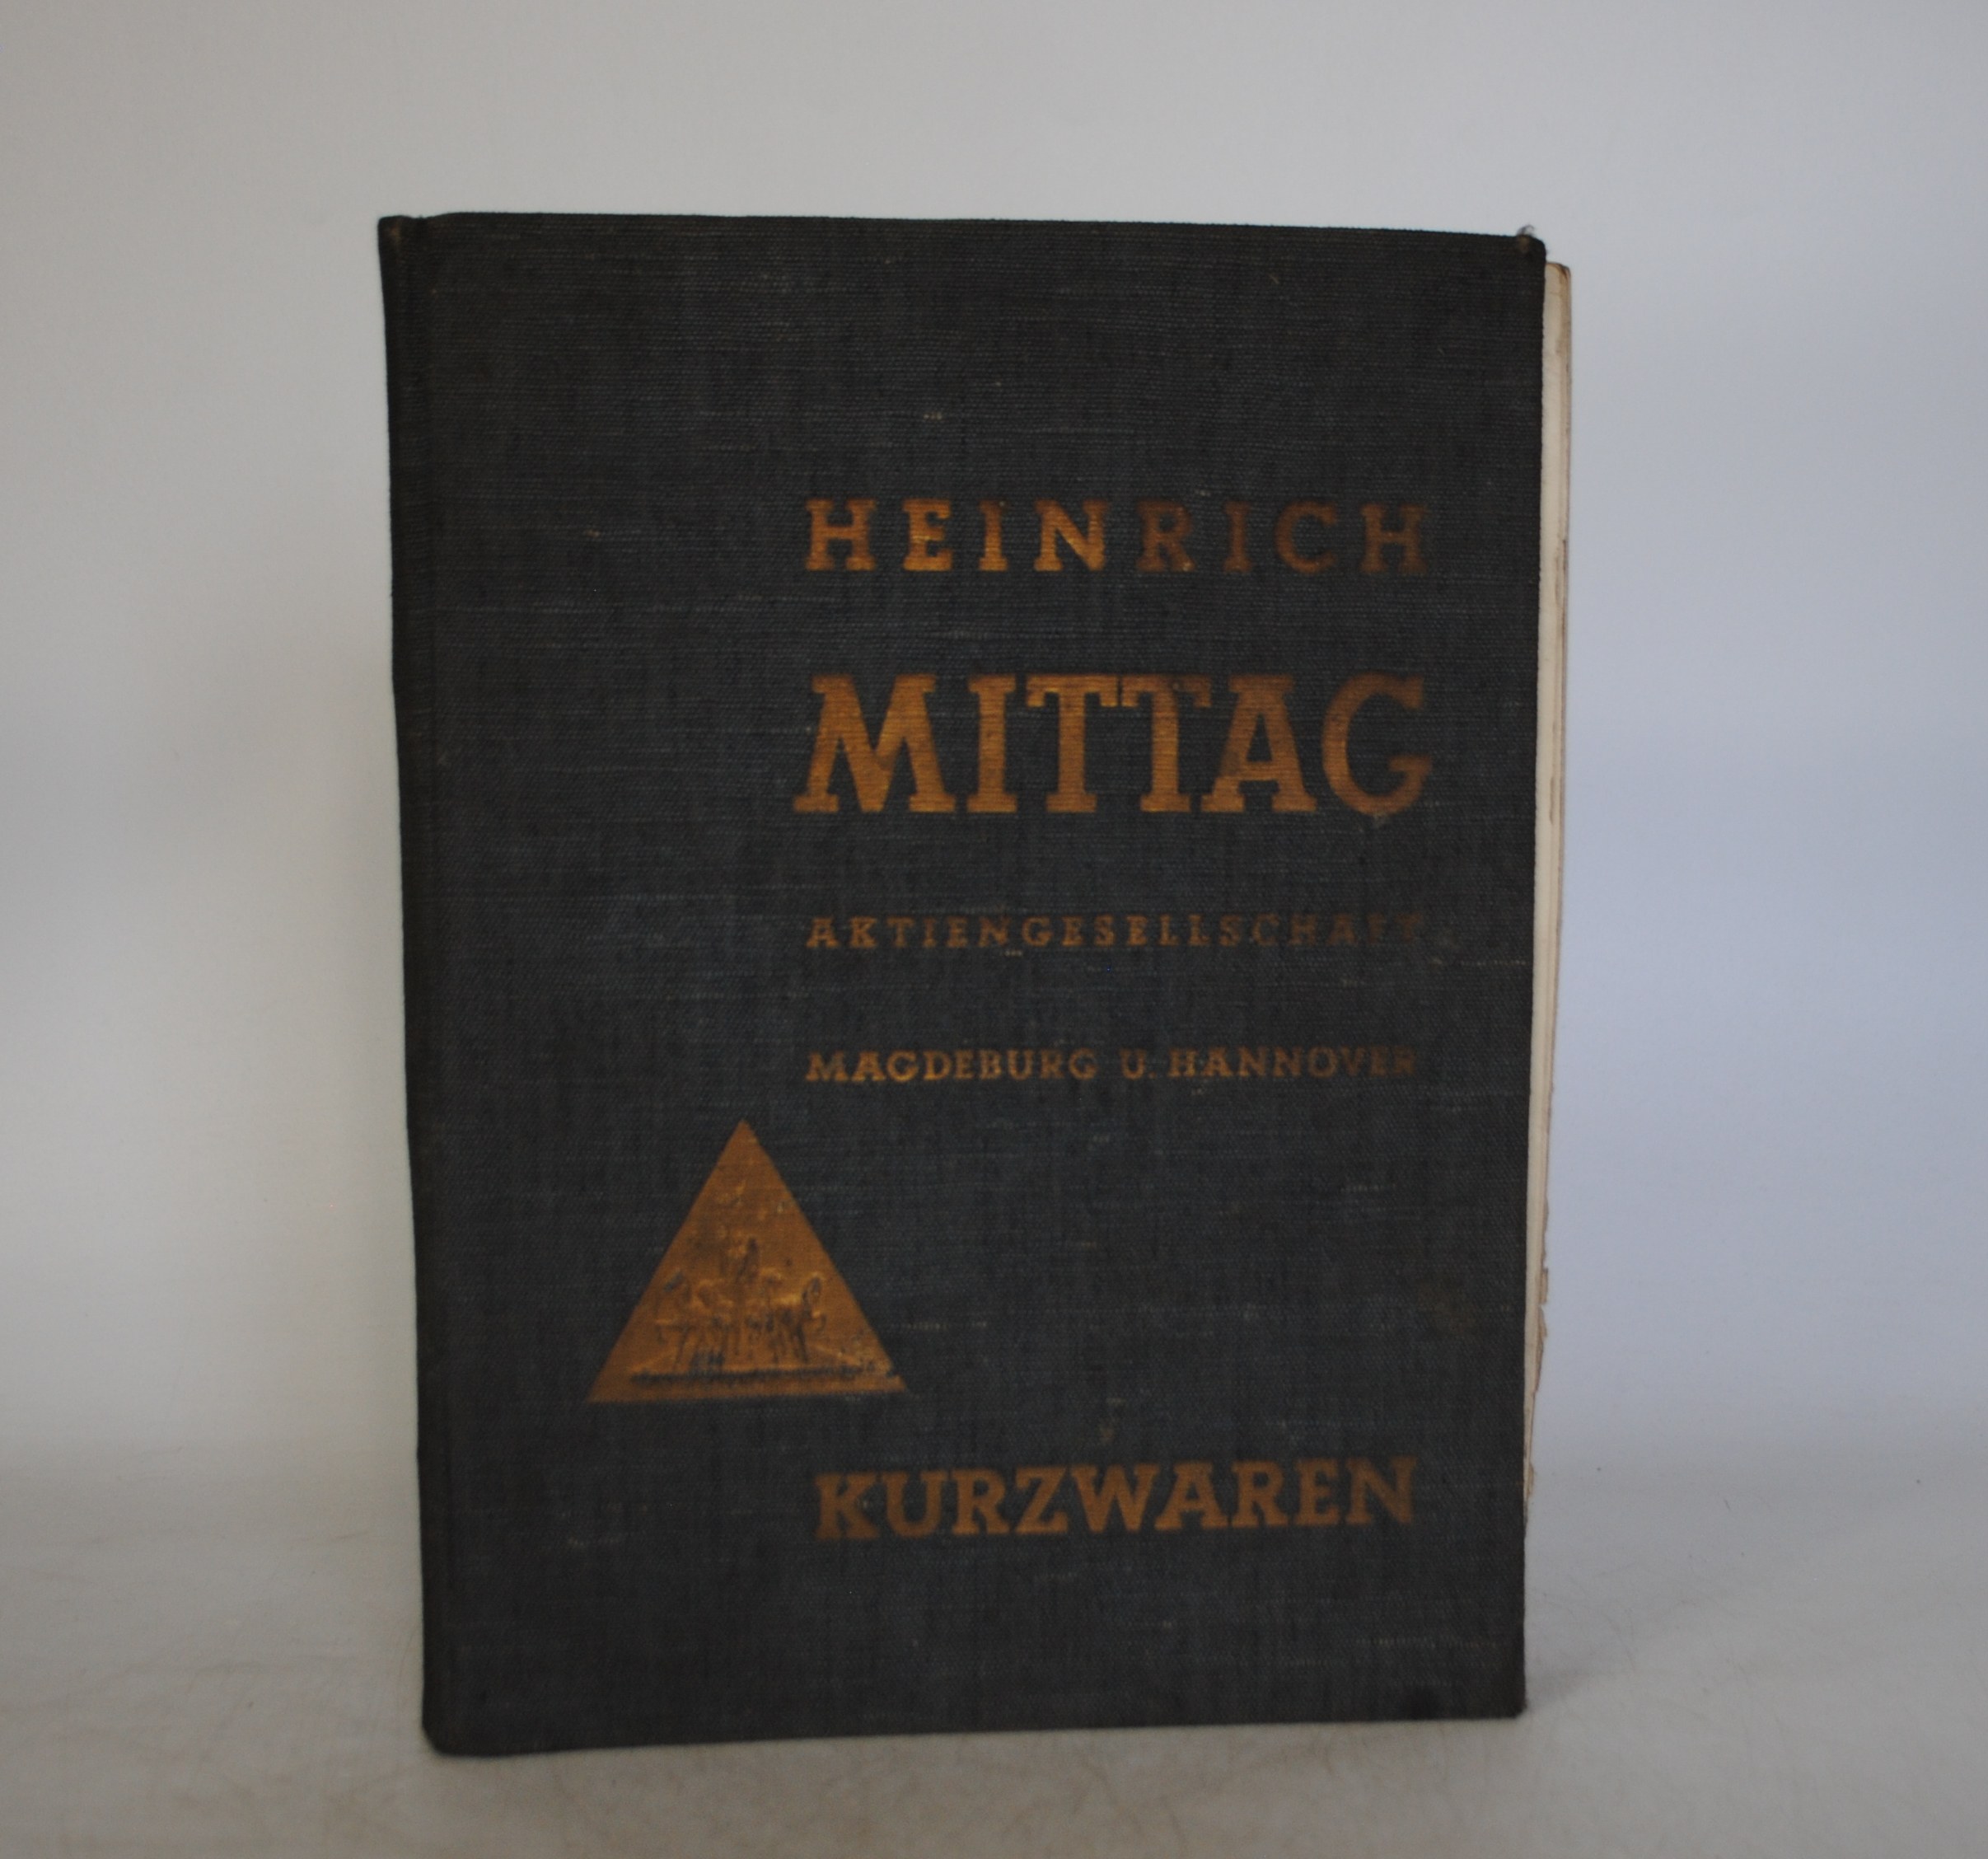 HEINRICH
MITTAG
AKTIENGESELLSCHAFT
MAGDEBURG U. HANNOVER
KURZWAREN